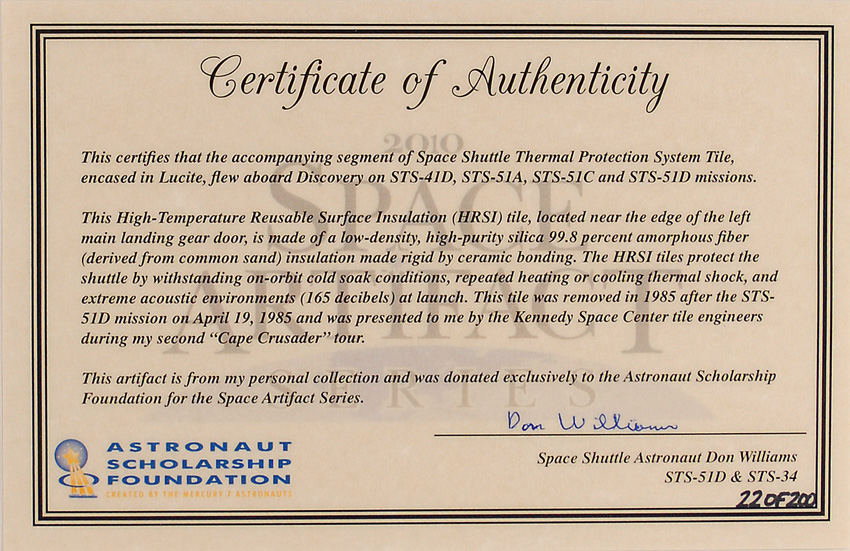 Certificate of Authenticity
2010
SPACE
ARTIFACT
SERIES
This certifies that the accompanying segment of Space Shuttle Thermal Protection System Tile,
encased in Lucite, flew aboard Discovery on STS-41D, STS-51A, STS-51C and STS-51D missions.
This High-Temperature Reusable Surface Insulation (HRSI) tile, located near the edge of the left
main landing gear door, is made of a low-density, high-purity silica 99.8 percent amorphous fiber
(derived from common sand) insulation made rigid by ceramic bonding. The HRSI tiles protect the
shuttle by withstanding on-orbit cold soak conditions, repeated heating or cooling thermal shock, and
extreme acoustic environments (165 decibels) at launch. This tile was removed in 1985 after the STS-
51D mission on April 19, 1985 and was presented to me by the Kennedy Space Center tile engineers
during my second “Cape Crusader” tour.
This artifact is from my personal collection and was donated exclusively to the Astronaut Scholarship
Foundation for the Space Artifact Series.
Don Williams
ASTRONAUT
SCHOLARSHIP
FOUNDATION
CREATED BY THE MERCURY 7 ASTRONAUTS
Space Shuttle Astronaut Don Williams
STS-51D & STS-34
22 OF 200